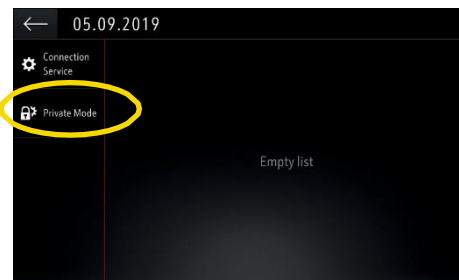 05.09.2019
Connection
Service
Private Mode
Empty list